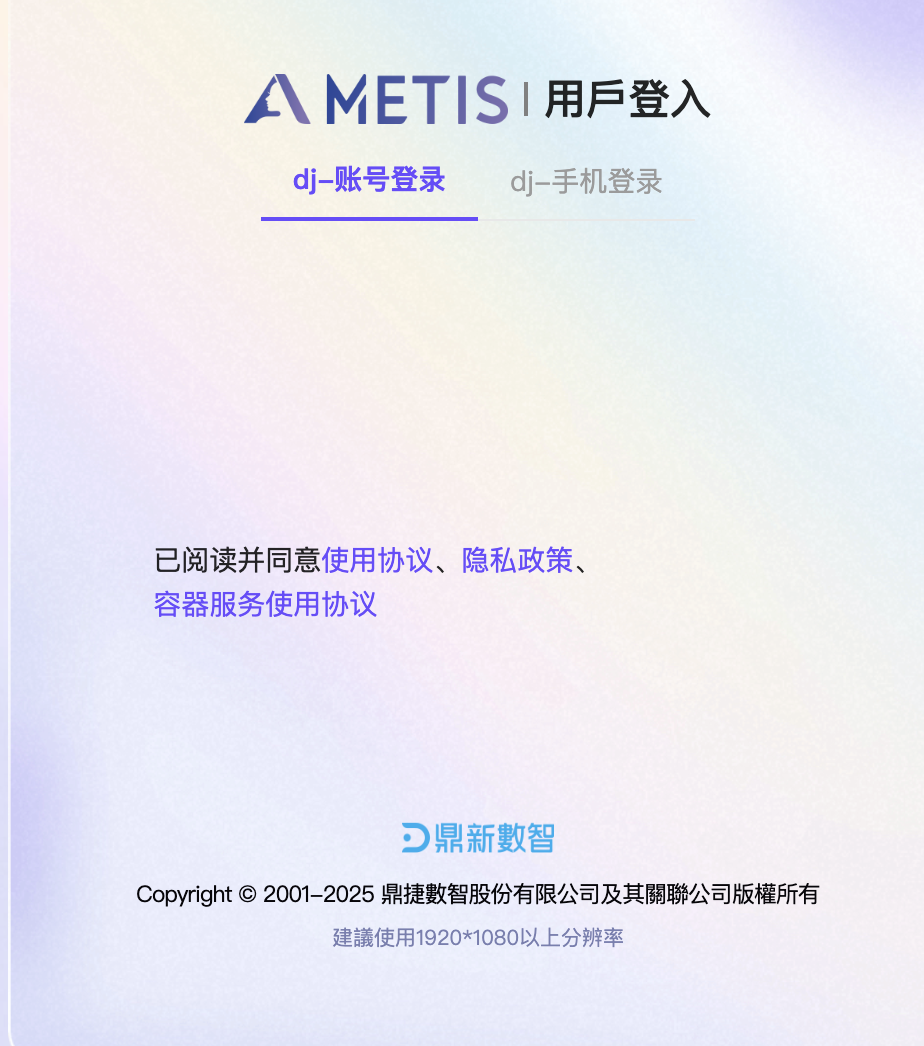 METIS | 用戶登入
dj-账号登录 dj-手机登录
已阅读并同意使用协议、隐私政策、
容器服务使用协议
鼎新數智
Copyright © 2001-2025 鼎捷數智股份有限公司及其關聯公司版權所有
建議使用1920*1080以上分辨率